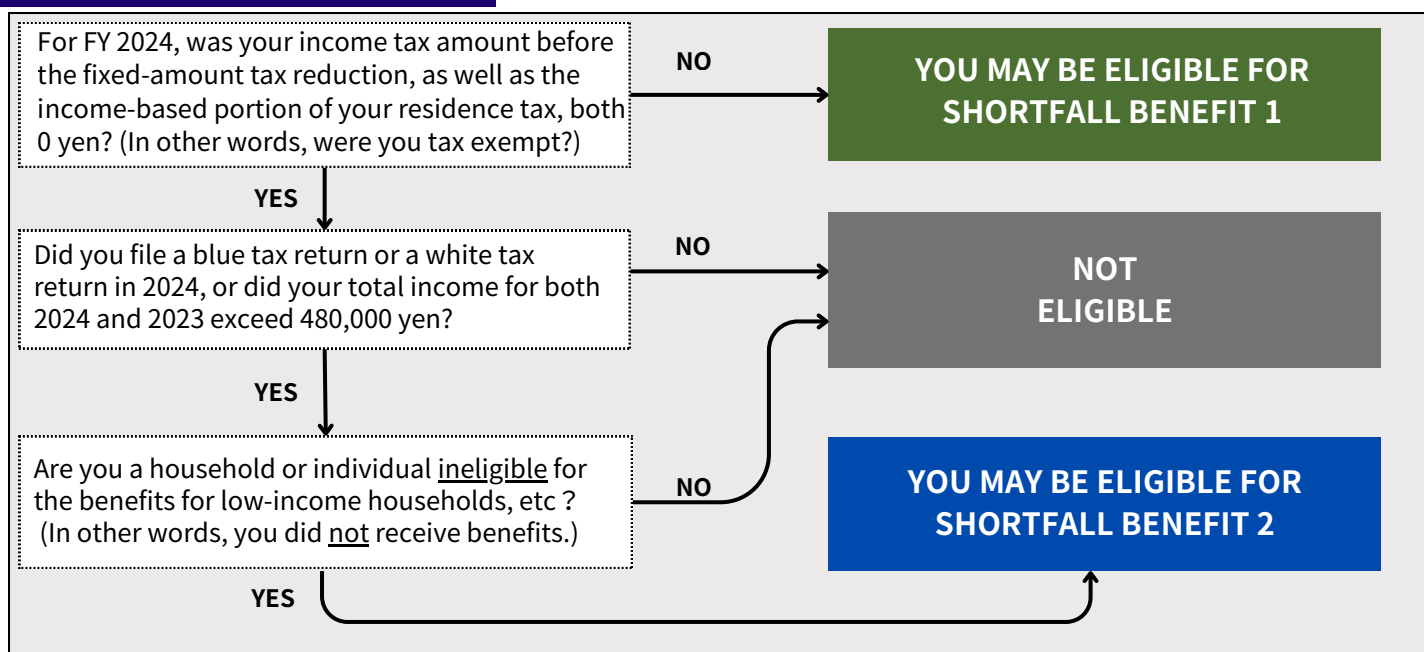 For FY 2024, was your income tax amount before
the fixed-amount tax reduction, as well as the
income-based portion of your residence tax, both
0 yen? (In other words, were you tax exempt?)
NO
YOU MAY BE ELIGIBLE FOR
SHORTFALL BENEFIT 1
YES
Did you file a blue tax return or a white tax
return in 2024, or did your total income for both
2024 and 2023 exceed 480,000 yen?
NO
NOT
ELIGIBLE
YES
Are you a household or individual ineligible for
the benefits for low-income households, etc？
(In other words, you did not receive benefits.)
NO
YOU MAY BE ELIGIBLE FOR
SHORTFALL BENEFIT 2
YES